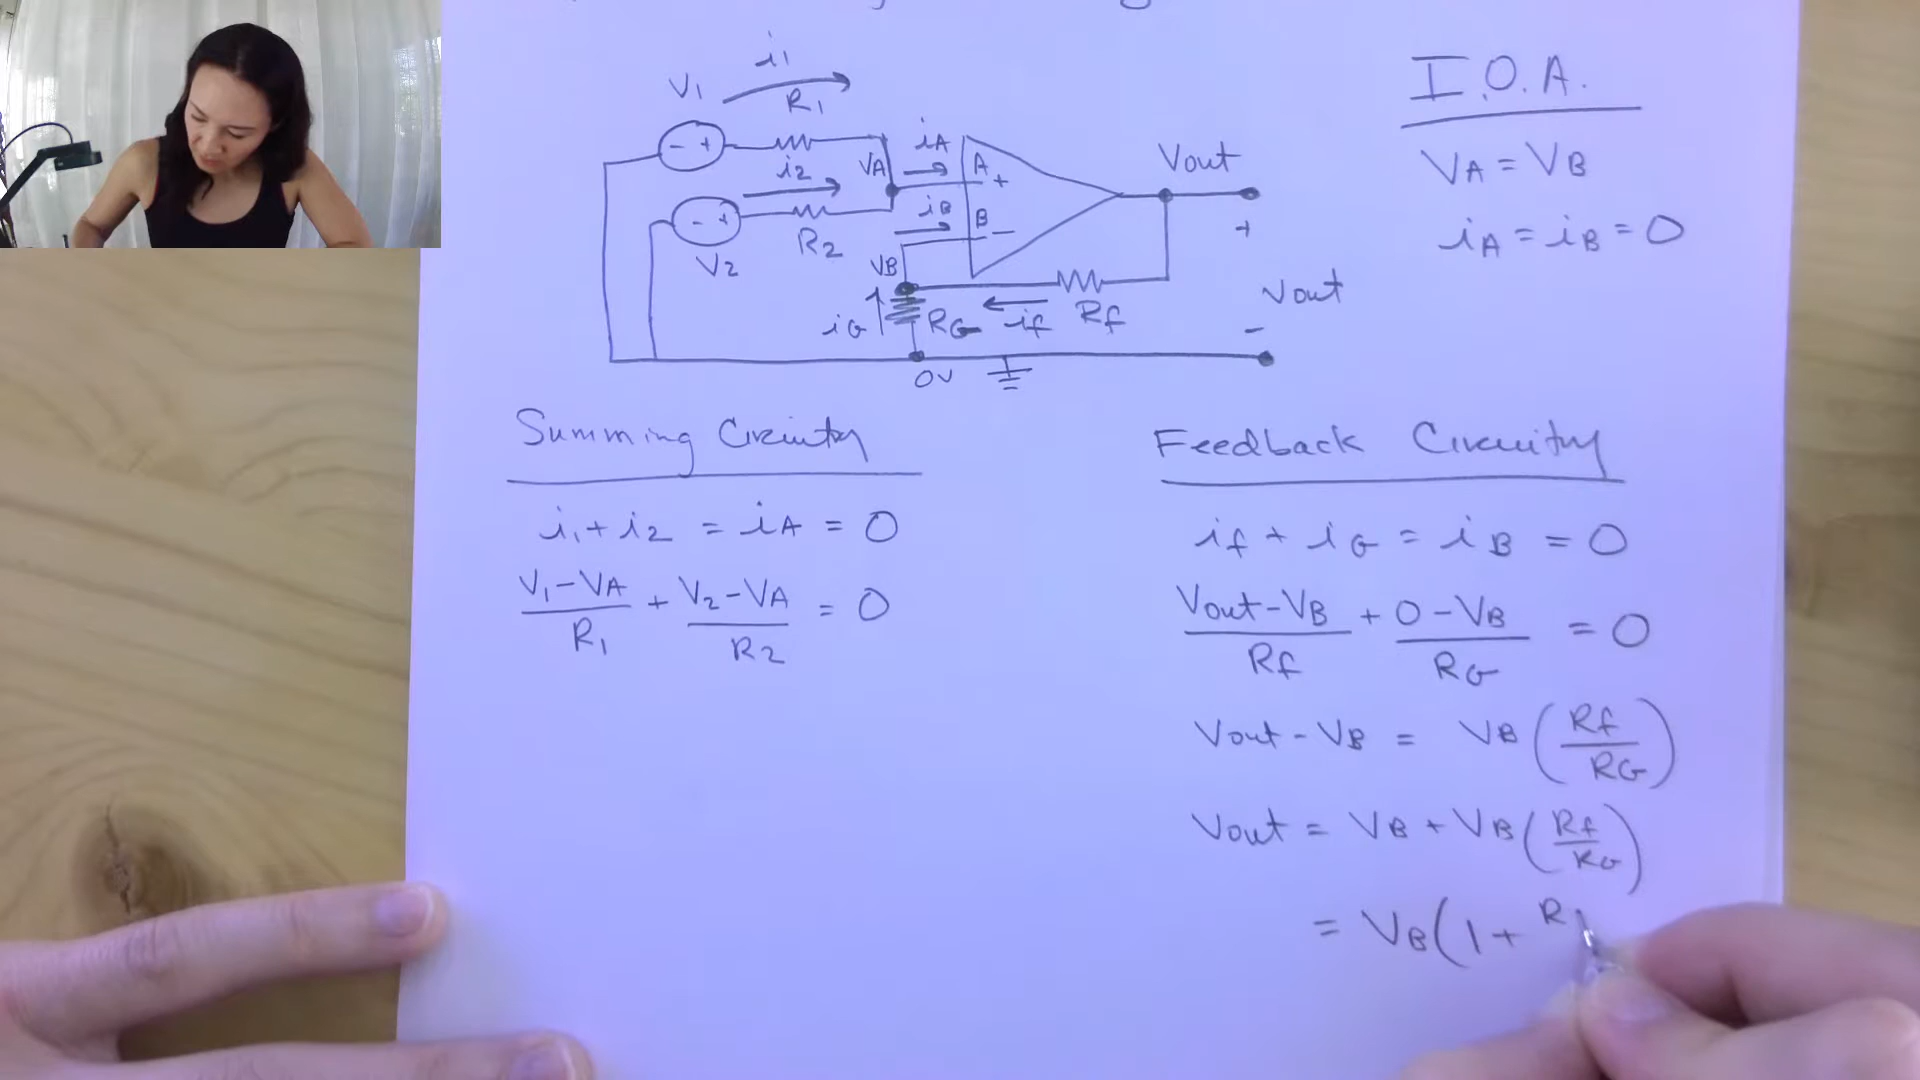 i1
V1
R1
I.O.A.
- +
VA
iA
A
+
Vout
VA = VB
i2
iB
B
-
iA = iB = 0
- +
R2
V2
VB
+
iG
RG
if
Rf
Vout
-
0V
Summing Circuitry
Feedback Circuitry
i1 + i2 = iA = 0
if + iG = iB = 0
V1 - VA / R1 + V2 - VA / R2 = 0
Vout - VB / Rf + 0 - VB / RG = 0
Vout - VB = VB (Rf / RG)
Vout = VB + VB (Rf / RG)
= VB (1 + R